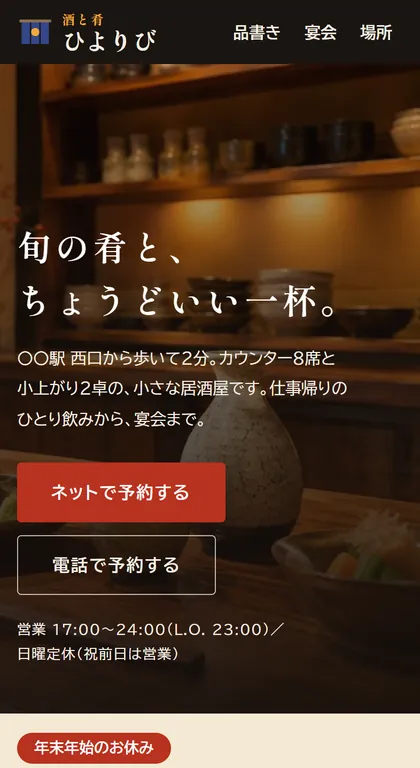 酒と肴
ひよりび
品書き 宴会 場所
旬の肴と、
ちょうどいい一杯。
〇〇駅 西口から歩いて2分。カウンター8席と
小上がり2卓の、小さな居酒屋です。仕事帰りの
ひとり飲みから、宴会まで。
ネットで予約する
電話で予約する
営業 17:00〜24:00(L.O. 23:00)／
日曜定休(祝前日は営業)
年末年始のお休み